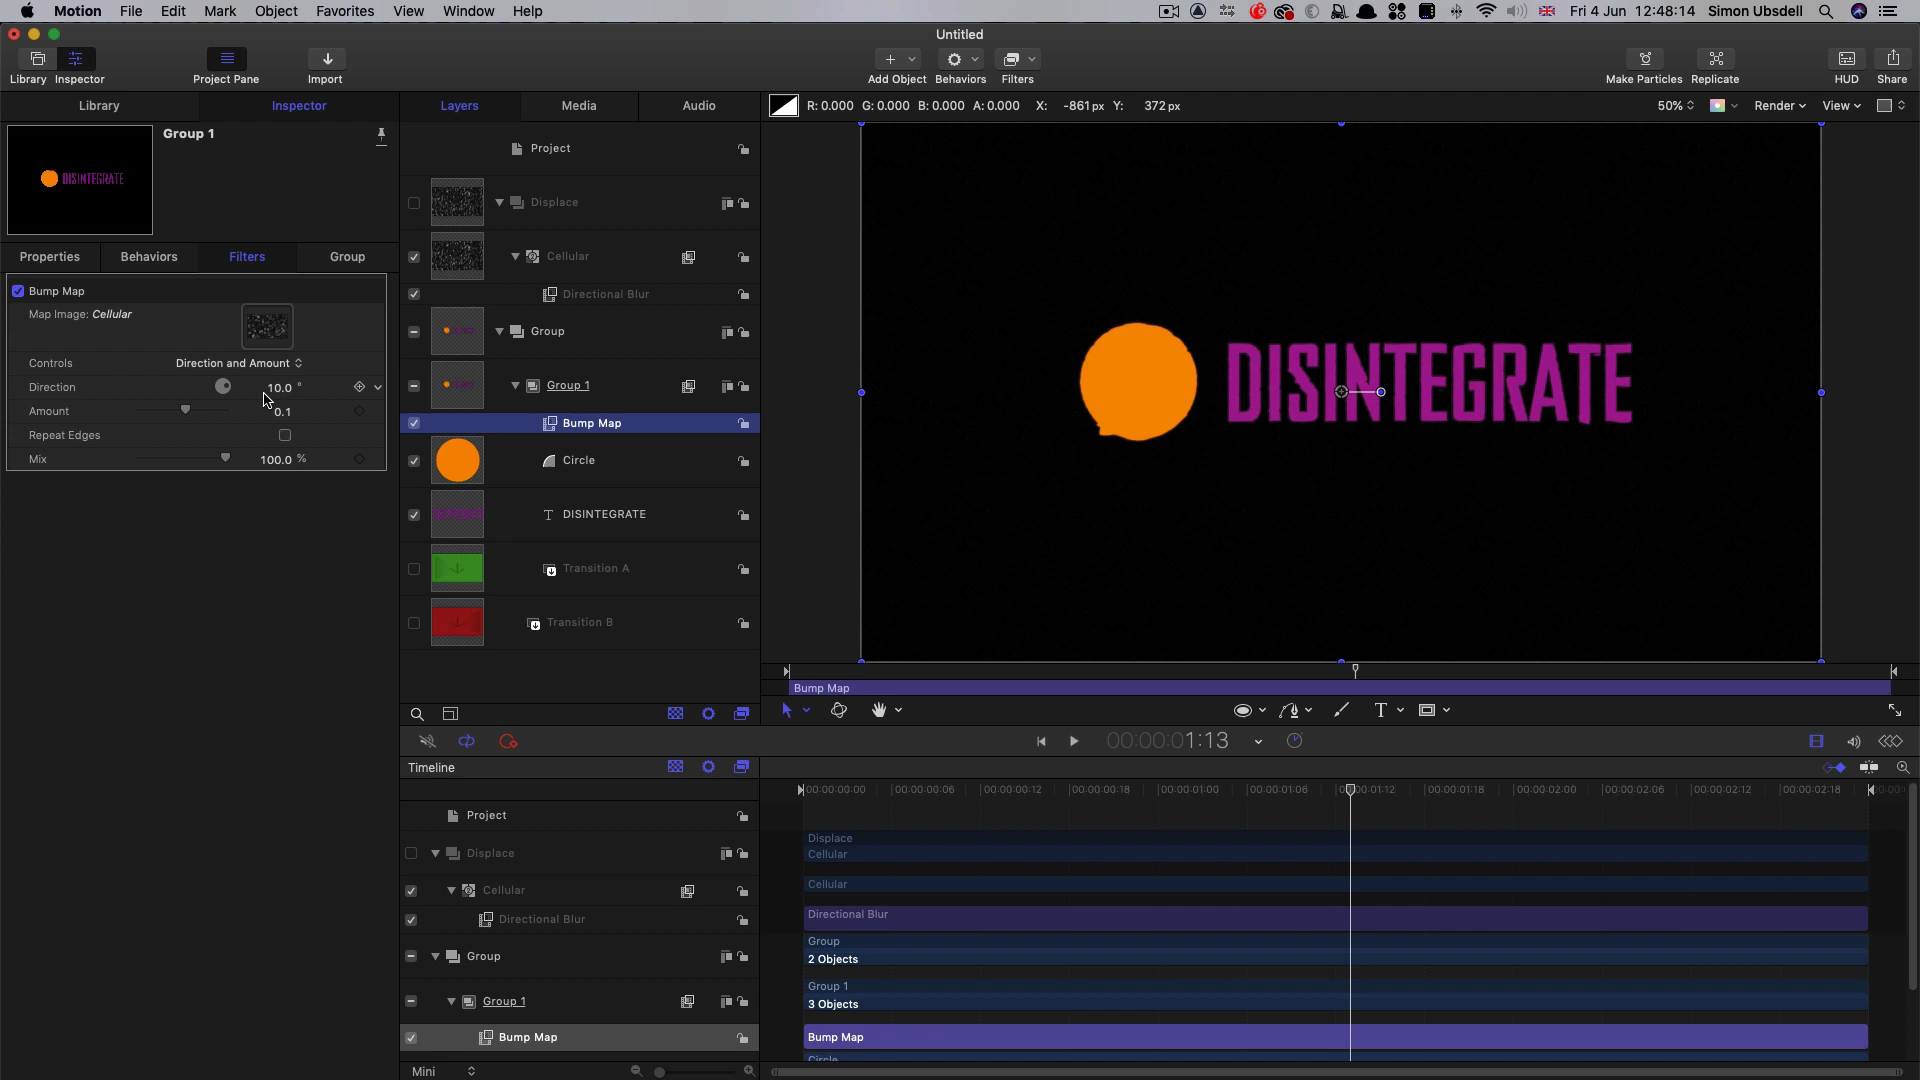 Motion File Edit Mark Object Favorites View Window Help Fri 4 Jun 12:48:14 Simon Ubsdell
Untitled
Library Inspector Project Pane Import Add Object Behaviors Filters Make Particles Replicate HUD Share
Library Inspector Layers Media Audio R: 0.000 G: 0.000 B: 0.000 A: 0.000 X: -861 px Y: 372 px 50% Render View
Group 1
DISINTEGRATE
Properties Behaviors Filters Group
Bump Map
Map Image: Cellular
Controls Direction and Amount
Direction 10.0 °
Amount 0.1
Repeat Edges
Mix 100.0 %
Project
Displace
Cellular
Directional Blur
Group
Group 1
Bump Map
Circle
T DISINTEGRATE
Transition A
Transition B
DISINTEGRATE
Bump Map
T
00:00:00:01:13
Timeline
00:00:00:00 00:00:00:06 00:00:00:12 00:00:00:18 00:00:01:00 00:00:01:06 00:00:01:12 00:00:01:18 00:00:02:00 00:00:02:06 00:00:02:12 00:00:02:18
Project
Displace
Cellular
Directional Blur
Group
Group 1
Bump Map
Displace
Cellular
Cellular
Directional Blur
Group
2 Objects
Group 1
3 Objects
Bump Map
Circle
Mini